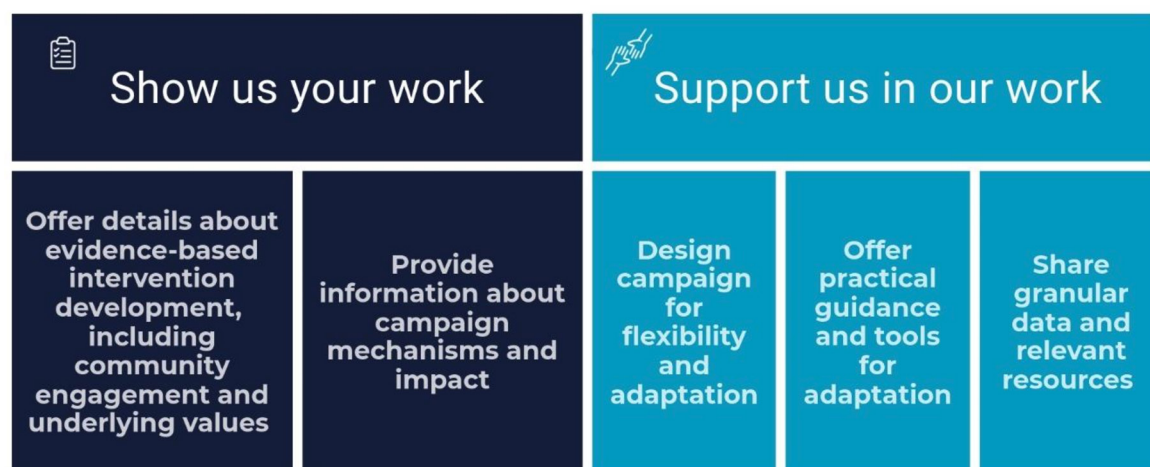 Show us your work
Support us in our work
Offer details about
evidence-based
intervention
development,
including
community
engagement and
underlying values
Provide
information about
campaign
mechanisms and
impact
Design
campaign
for
flexibility
and
adaptation
Offer
practical
guidance
and tools
for
adaptation
Share
granular
data and
relevant
resources